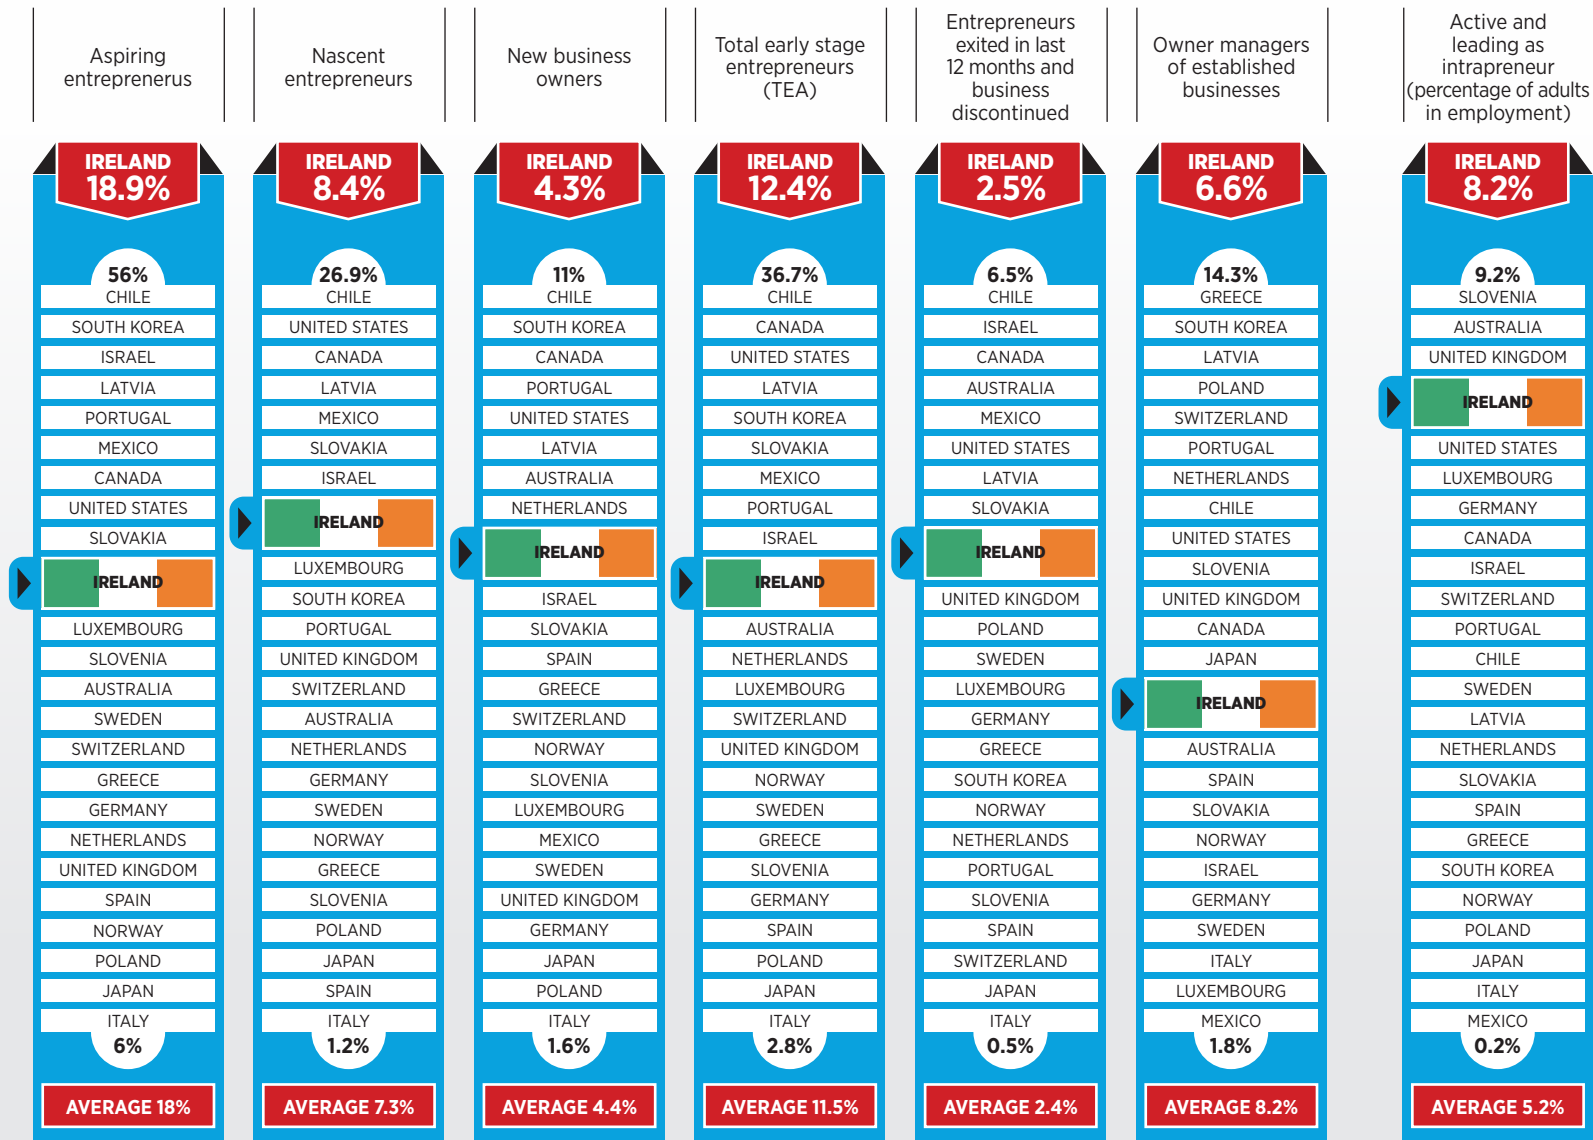 Aspiring
entreprenerus
IRELAND
18.9%
56%
CHILE
SOUTH KOREA
ISRAEL
LATVIA
PORTUGAL
MEXICO
CANADA
UNITED STATES
SLOVAKIA
IRELAND
LUXEMBOURG
SLOVENIA
AUSTRALIA
SWEDEN
SWITZERLAND
GREECE
GERMANY
NETHERLANDS
UNITED KINGDOM
SPAIN
NORWAY
POLAND
JAPAN
ITALY
6%
AVERAGE 18%
Nascent
entrepreneurs
IRELAND
8.4%
26.9%
CHILE
UNITED STATES
CANADA
LATVIA
MEXICO
SLOVAKIA
ISRAEL
IRELAND
LUXEMBOURG
SOUTH KOREA
PORTUGAL
UNITED KINGDOM
SWITZERLAND
AUSTRALIA
NETHERLANDS
GERMANY
SWEDEN
NORWAY
GREECE
SLOVENIA
POLAND
JAPAN
SPAIN
ITALY
1.2%
AVERAGE 7.3%
New business
owners
IRELAND
4.3%
11%
CHILE
SOUTH KOREA
CANADA
PORTUGAL
UNITED STATES
LATVIA
AUSTRALIA
NETHERLANDS
IRELAND
ISRAEL
SLOVAKIA
SPAIN
GREECE
SWITZERLAND
NORWAY
SLOVENIA
LUXEMBOURG
MEXICO
SWEDEN
UNITED KINGDOM
GERMANY
JAPAN
POLAND
ITALY
1.6%
AVERAGE 4.4%
Total early stage
entrepreneurs
(TEA)
IRELAND
12.4%
36.7%
CHILE
CANADA
UNITED STATES
LATVIA
SOUTH KOREA
SLOVAKIA
MEXICO
PORTUGAL
ISRAEL
IRELAND
AUSTRALIA
NETHERLANDS
LUXEMBOURG
SWITZERLAND
UNITED KINGDOM
NORWAY
SWEDEN
GREECE
SLOVENIA
GERMANY
SPAIN
POLAND
JAPAN
ITALY
2.8%
AVERAGE 11.5%
Entrepreneurs
exited in last
12 months and
business
discontinued
IRELAND
2.5%
6.5%
CHILE
ISRAEL
CANADA
AUSTRALIA
MEXICO
UNITED STATES
LATVIA
SLOVAKIA
IRELAND
UNITED KINGDOM
POLAND
SWEDEN
LUXEMBOURG
GERMANY
GREECE
SOUTH KOREA
NORWAY
NETHERLANDS
PORTUGAL
SLOVENIA
SPAIN
SWITZERLAND
JAPAN
ITALY
0.5%
AVERAGE 2.4%
Owner managers
of established
businesses
IRELAND
6.6%
14.3%
GREECE
SOUTH KOREA
LATVIA
POLAND
SWITZERLAND
PORTUGAL
NETHERLANDS
CHILE
UNITED STATES
SLOVENIA
UNITED KINGDOM
CANADA
JAPAN
IRELAND
AUSTRALIA
SPAIN
SLOVAKIA
NORWAY
ISRAEL
GERMANY
SWEDEN
ITALY
LUXEMBOURG
MEXICO
1.8%
AVERAGE 8.2%
Active and
leading as
intrapreneur
(percentage of adults
in employment)
IRELAND
8.2%
9.2%
SLOVENIA
AUSTRALIA
UNITED KINGDOM
IRELAND
UNITED STATES
LUXEMBOURG
GERMANY
CANADA
ISRAEL
SWITZERLAND
PORTUGAL
CHILE
SWEDEN
LATVIA
NETHERLANDS
SLOVAKIA
SPAIN
GREECE
SOUTH KOREA
NORWAY
POLAND
JAPAN
ITALY
MEXICO
0.2%
AVERAGE 5.2%